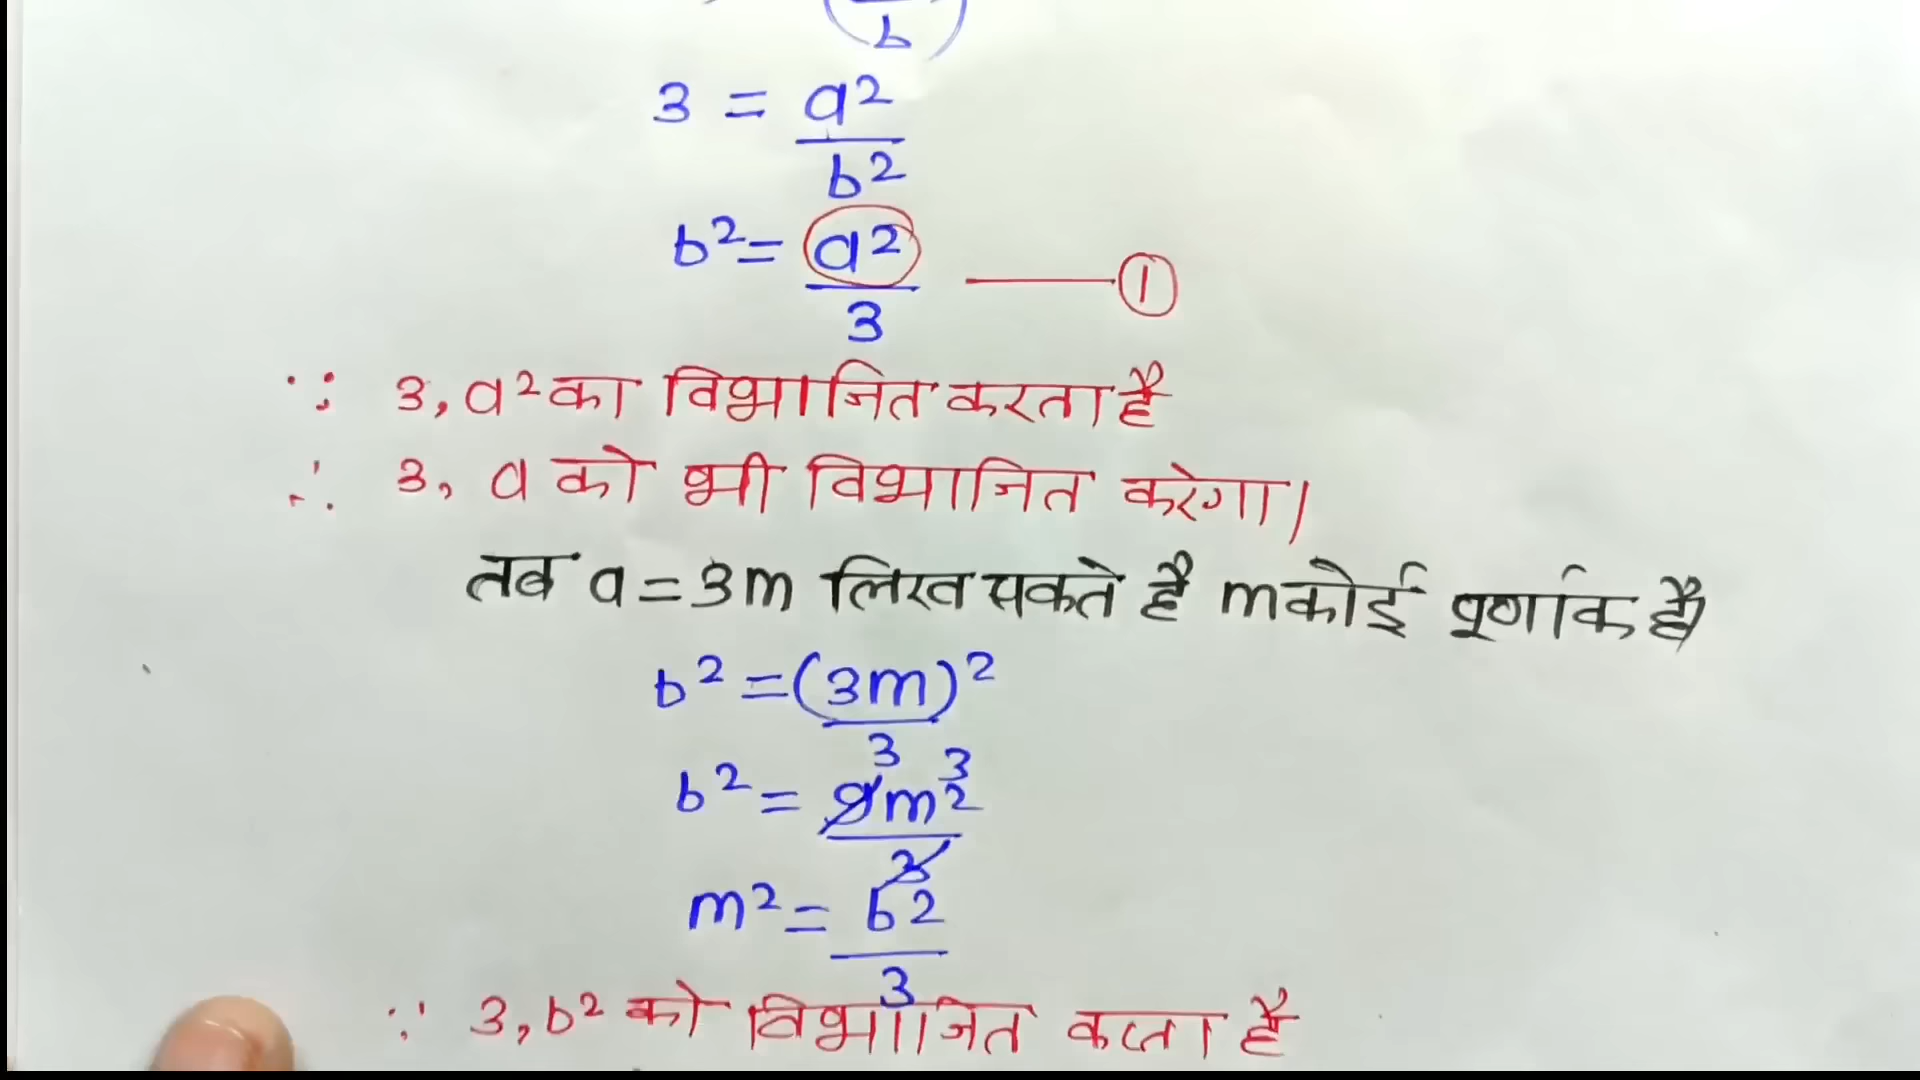 b
3 = a²/b²
b² = a²/3 —— ①
∵ 3, a² का विभाजित करता है
∴ 3, a को भी विभाजित करेगा।
तब a = 3m लिख सकते है m कोई पूर्णाक है
b² = (3m)²/3
b² = 9m²/3 3
m² = b²/3
∵ 3, b² को विभाजित करता है